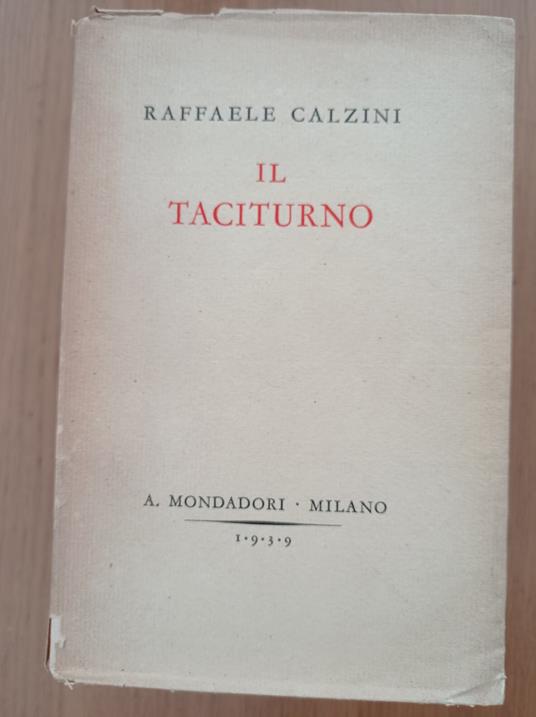 RAFFAELE CALZINI
IL
TACITURNO
A. MONDADORI · MILANO
1·9·3·9